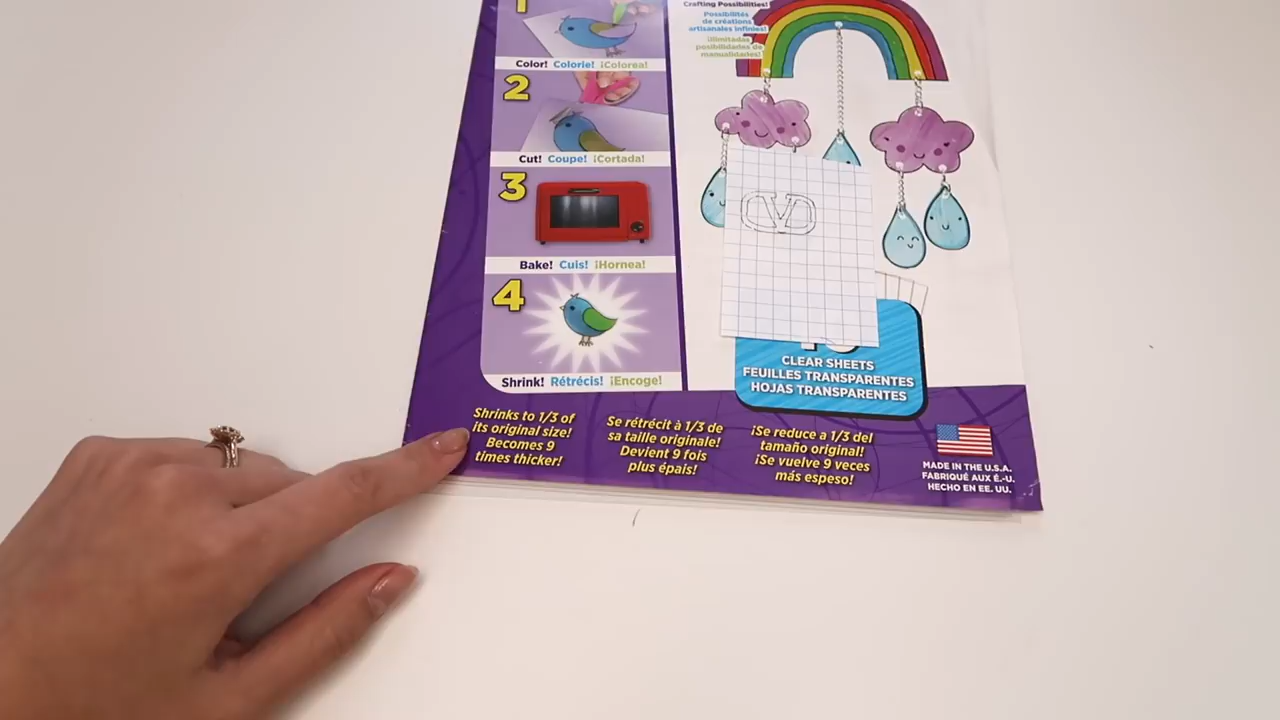 1
Color! Colorie! ¡Colorea!
2
Cut! Coupe! ¡Cortada!
3
Bake! Cuis! ¡Hornea!
4
Shrink! Rétrécis! ¡Encoge!
Crafting Possibilities!
Possibilités
de créations
artisanales infinies!
¡Ilimitadas
posibilidades de
manualidades!
CLEAR SHEETS
FEUILLES TRANSPARENTES
HOJAS TRANSPARENTES
Shrinks to 1/3 of
its original size!
Becomes 9
times thicker!
Se rétrécit à 1/3 de
sa taille originale!
Devient 9 fois
plus épais!
¡Se reduce a 1/3 del
tamaño original!
¡Se vuelve 9 veces
más espeso!
MADE IN THE U.S.A.
FABRIQUÉ AUX É.-U.
HECHO EN EE. UU.